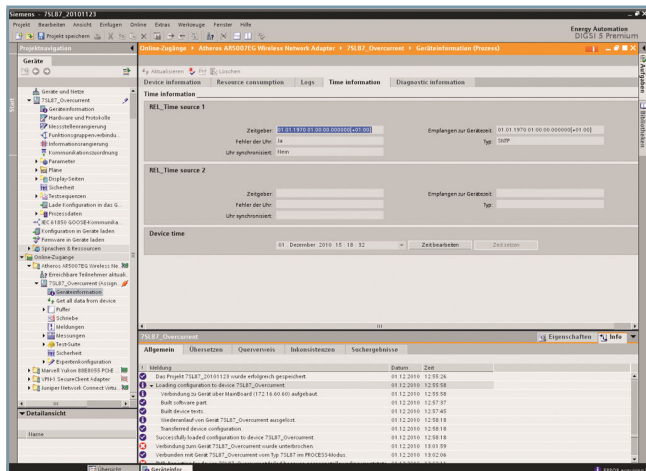 Siemens - 7SL87_20101123
Projekt Bearbeiten Ansicht Einfügen Online Extras Werkzeuge Fenster Hilfe
Projekt speichern
Energy Automation
DIGSI 5 Premium
Projektnavigation
Online-Zugänge Atheros AR5007EG Wireless Network Adapter 7SL87_Overcurrent Geräteinformation (Prozess)
Geräte
Aktualisieren Löschen
Device information Resource consumption Logs Time information Diagnostic information
Time information
REL_Time source 1
Zeitgeber: 01.01.1970 01:00:00.000000[+01:00] Empfangen zur Gerätezeit: 01.01.1970 01:00:00.000000[+01:00]
Fehler der Uhr: Ja Typ: SNTP
Uhr synchronisiert: Nein
REL_Time source 2
Zeitgeber: Empfangen zur Gerätezeit:
Fehler der Uhr: Typ:
Uhr synchronisiert:
Device time
01 . Dezember 2010 15 : 18 : 32 Zeit bearbeiten Zeit setzen
Start
Geräte und Netze
7SL87_Overcurrent
Geräteinformation
Hardware und Protokolle
Messstellenrangierung
Funktionsgruppenverbindu...
Informationsrangierung
Kommunikationszuordnung
Parameter
Pläne
Display-Seiten
Sicherheit
Testsequenzen
Lade Konfiguration in das G...
Prozessdaten
IEC 61850 GOOSE-Kommunika...
Konfiguration in Geräte laden
Firmware in Geräte laden
Sprachen & Ressourcen
Online-Zugänge
Atheros AR5007EG Wireless Ne...
Erreichbare Teilnehmer aktuali...
7SL87_Overcurrent (Assign...
Geräteinformation
Get all data from device
Puffer
Schriebe
Meldungen
Messungen
Test-Suite
Sicherheit
Expertenkonfiguration
Marvell Yukon 88E8055 PCI-E
VPN-1 SecureClient Adapter
Juniper Network Connect Virtu...
Detailansicht
Name
Aufgaben
Bibliotheken
7SL87_Overcurrent
Eigenschaften Info
Allgemein Übersetzen Querverweis Inkonsistenzen Suchergebnisse
! Meldung Datum Zeit
Das Projekt 7SL87_20101123 wurde erfolgreich gespeichert. 01.12.2010 12:55:26
Loading configuration to device 7SL87_Overcurrent 01.12.2010 12:55:58
Verbindung zu Gerät über MainBoard (172.16.60.60) aufgebaut 01.12.2010 12:55:58
Built software part 01.12.2010 12:57:37
Built device texts 01.12.2010 12:57:45
Wiederanlauf von Gerät 7SL87_Overcurrent ausgelöst. 01.12.2010 12:58:18
Transferred device configuration 01.12.2010 12:58:18
Successfully loaded configuration to device 7SL87_Overcurrent 01.12.2010 12:58:18
Verbindung zum Gerät 7SL87_Overcurrent wurde unterbrochen 01.12.2010 13:00:59
Verbunden mit Gerät 7SL87_Overcurrent vom Typ 7SL87 im PROZESS-Modus. 01.12.2010 13:02:06
Übersicht Geräteinfor...